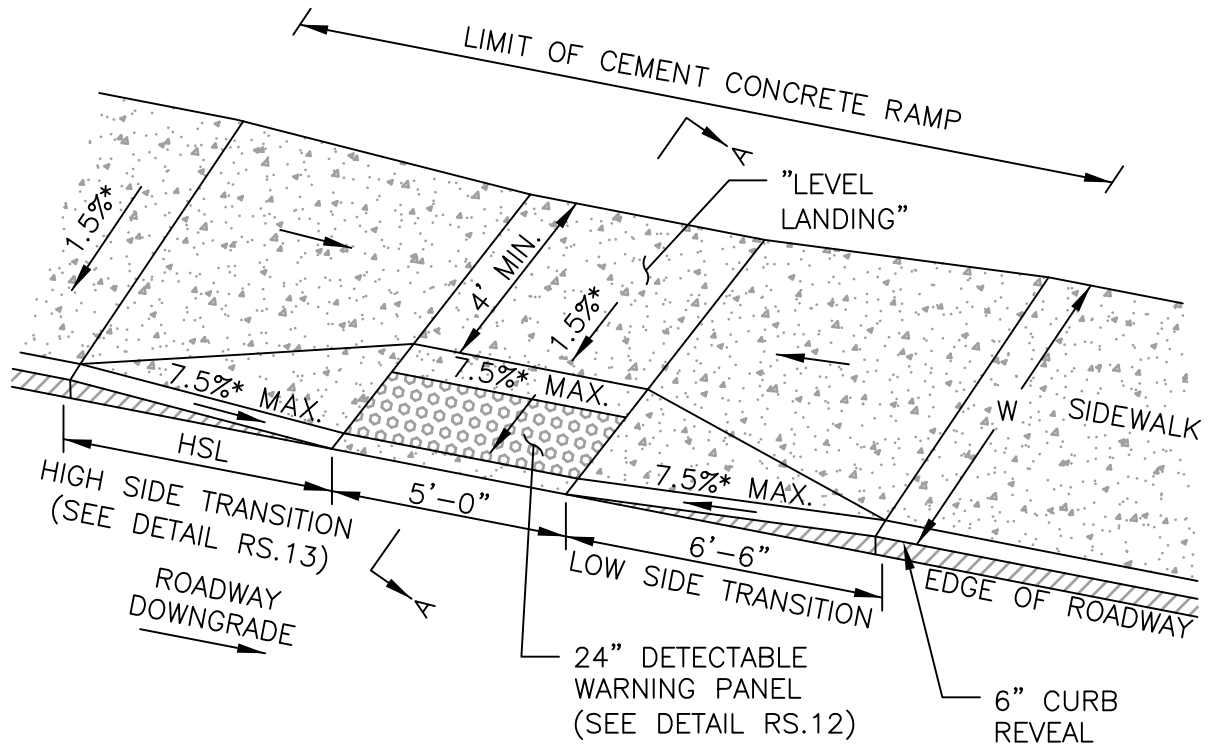 LIMIT OF CEMENT CONCRETE RAMP
A
"LEVEL
LANDING"
1.5%*
4' MIN.
1.5%*
7.5%* MAX.
7.5%* MAX.
W
SIDEWALK
7.5%* MAX.
HSL
HIGH SIDE TRANSITION
(SEE DETAIL RS.13)
5'-0"
6'-6"
LOW SIDE TRANSITION
EDGE OF ROADWAY
A
ROADWAY
DOWNGRADE
24" DETECTABLE
WARNING PANEL
(SEE DETAIL RS.12)
6" CURB
REVEAL